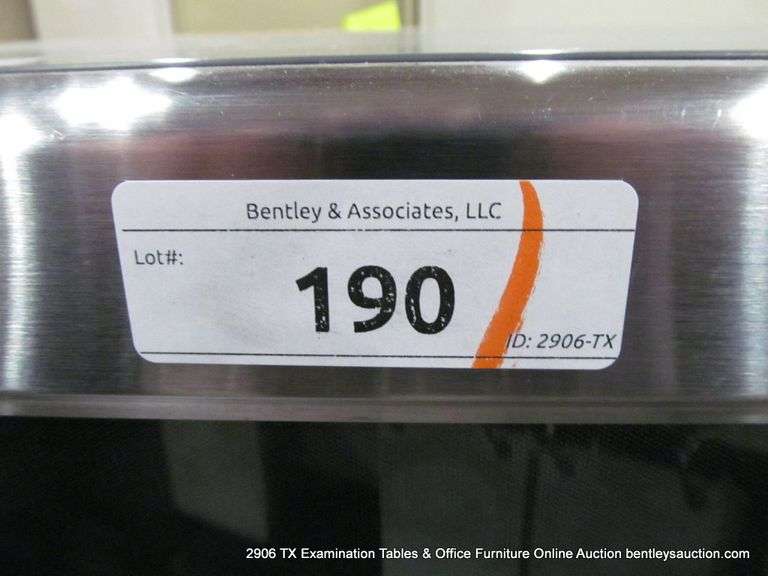 Bentley & Associates, LLC
Lot#:
190
ID: 2906-TX
2906 TX Examination Tables & Office Furniture Online Auction bentleysauction.com